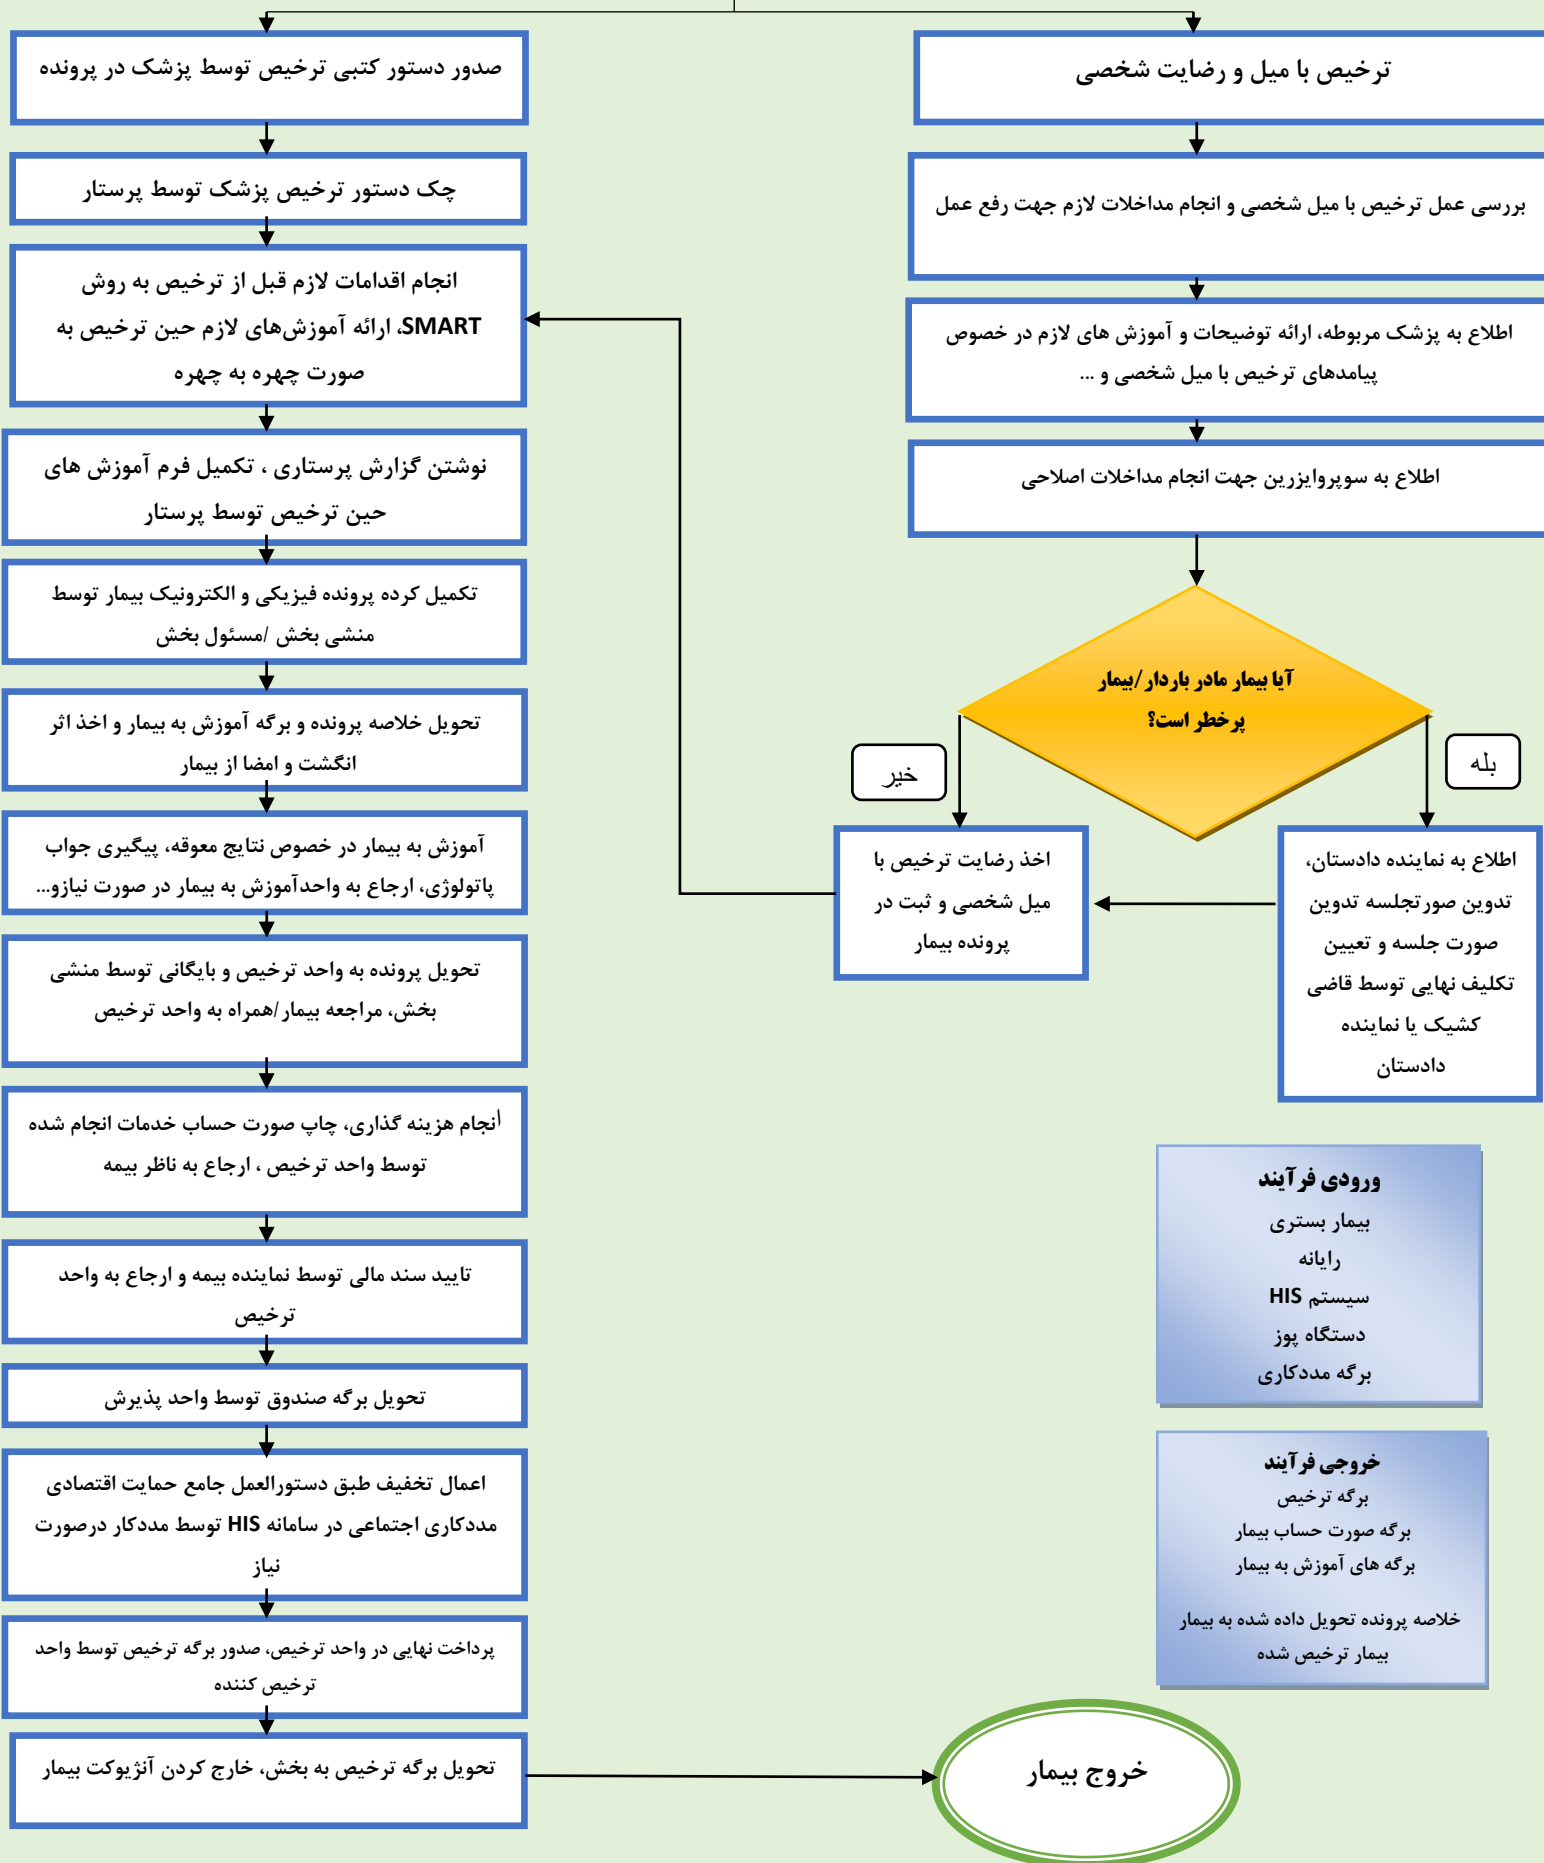 ترخیص با میل و رضایت شخصی
بررسی عمل ترخیص با میل شخصی و انجام مداخلات لازم جهت رفع عمل
اطلاع به پزشک مربوطه، ارائه توضیحات و آموزش های لازم در خصوص
پیامدهای ترخیص با میل شخصی و ...
اطلاع به سوپروایزرین جهت انجام مداخلات اصلاحی
آیا بیمار مادر باردار/بیمار
پرخطر است؟
بله
خیر
اطلاع به نماینده دادستان،
تدوین صورتجلسه تدوین
صورت جلسه و تعیین
تکلیف نهایی توسط قاضی
کشیک یا نماینده
دادستان
اخذ رضایت ترخیص با
میل شخصی و ثبت در
پرونده بیمار
صدور دستور کتبی ترخیص توسط پزشک در پرونده
چک دستور ترخیص پزشک توسط پرستار
انجام اقدامات لازم قبل از ترخیص به روش
SMART، ارائه آموزش‌های لازم حین ترخیص به
صورت چهره به چهره
نوشتن گزارش پرستاری ، تکمیل فرم آموزش های
حین ترخیص توسط پرستار
تکمیل کرده پرونده فیزیکی و الکترونیک بیمار توسط
منشی بخش /مسئول بخش
تحویل خلاصه پرونده و برگه آموزش به بیمار و اخذ اثر
انگشت و امضا از بیمار
آموزش به بیمار در خصوص نتایج معوقه، پیگیری جواب
پاتولوژی، ارجاع به واحدآموزش به بیمار در صورت نیازو...
تحویل پرونده به واحد ترخیص و بایگانی توسط منشی
بخش، مراجعه بیمار/همراه به واحد ترخیص
أنجام هزینه گذاری، چاپ صورت حساب خدمات انجام شده
توسط واحد ترخیص ، ارجاع به ناظر بیمه
تایید سند مالی توسط نماینده بیمه و ارجاع به واحد
ترخیص
تحویل برگه صندوق توسط واحد پذیرش
اعمال تخفیف طبق دستورالعمل جامع حمایت اقتصادی
مددکاری اجتماعی در سامانه HIS توسط مددکار درصورت
نیاز
پرداخت نهایی در واحد ترخیص، صدور برگه ترخیص توسط واحد
ترخیص کننده
تحویل برگه ترخیص به بخش، خارج کردن آنژیوکت بیمار
خروج بیمار
ورودی فرآیند
بیمار بستری
رایانه
سیستم HIS
دستگاه پوز
برگه مددکاری
خروجی فرآیند
برگه ترخیص
برگه صورت حساب بیمار
برگه های آموزش به بیمار
خلاصه پرونده تحویل داده شده به بیمار
بیمار ترخیص شده